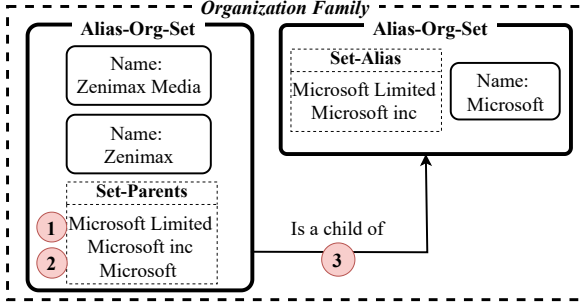 Organization Family
Alias-Org-Set
Name:
Zenimax Media
Name:
Zenimax
Set-Parents
1
Microsoft Limited
Microsoft inc
2
Microsoft
Alias-Org-Set
Set-Alias
Microsoft Limited
Microsoft inc
Name:
Microsoft
Is a child of
3